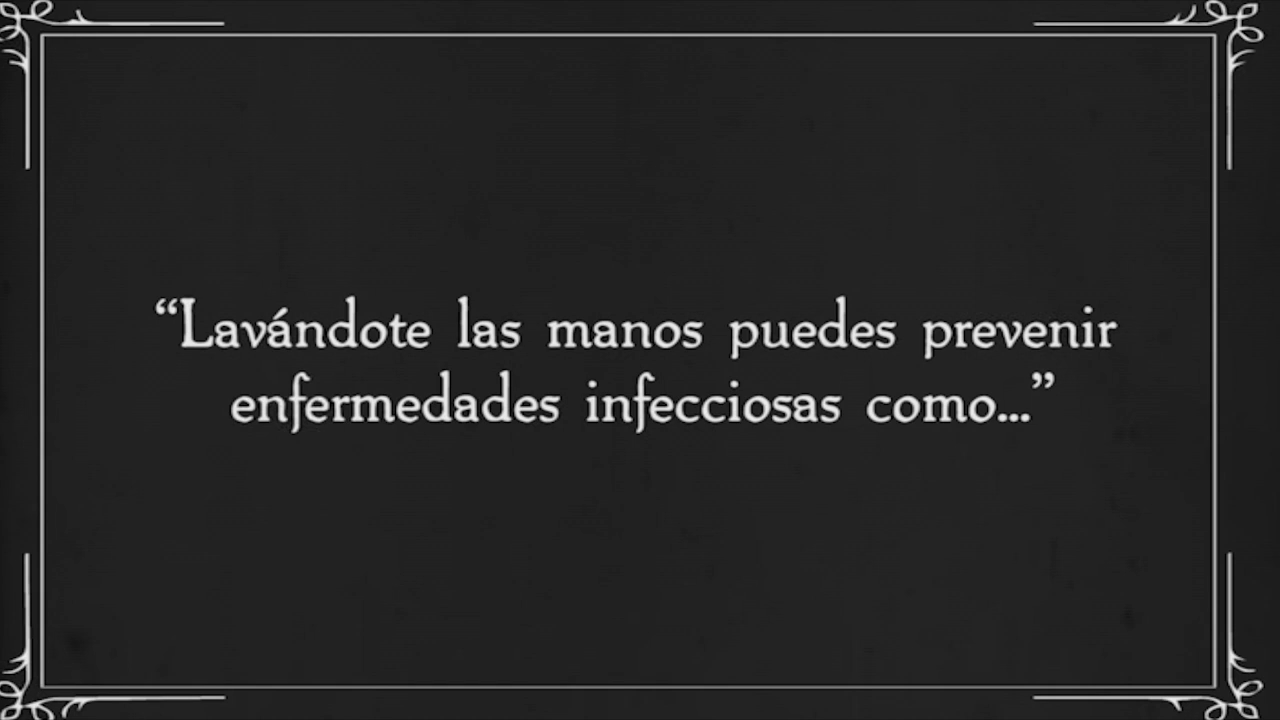 “Lavándote las manos puedes prevenir
enfermedades infecciosas como...”